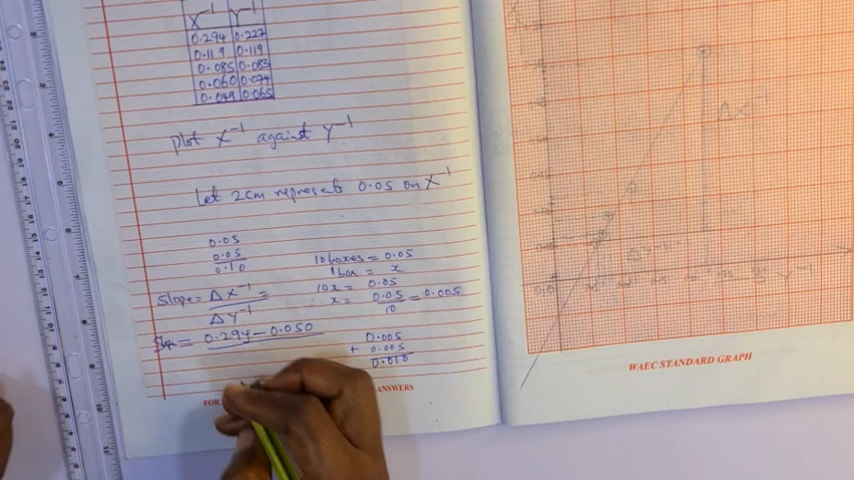 X⁻¹ Y⁻¹
0.294 0.227
0.119 0.119
0.085 0.083
0.060 0.074
0.049 0.065
plot X⁻¹ against Y⁻¹
Let 2cm represents 0.05 on X⁻¹
0.05
0.05
0.10
10 boxes = 0.05
1 box = x
10x = 0.05
∴ x = 0.05/10 = 0.005
Slope = ΔX⁻¹/ΔY⁻¹ =
Slope = 0.294 - 0.050
0.005
+ 0.005
0.010
FOR
ANSWERS
ΔX⁻¹
Y⁻¹
WAEC STANDARD GRAPH